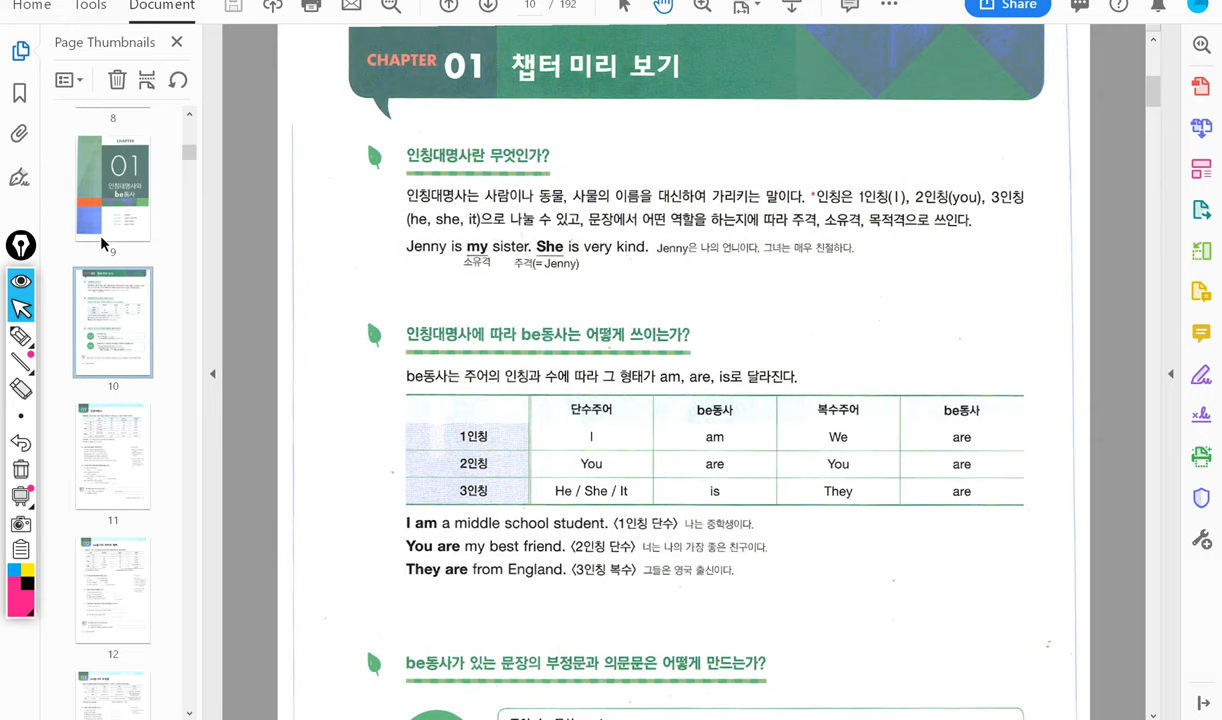 Home Tools Document
10 / 192
Share
Page Thumbnails
8
CHAPTER
01
인칭대명사와
be동사
9
10
11
12
CHAPTER 01 챕터 미리 보기
인칭대명사란 무엇인가?
인칭대명사는 사람이나 동물, 사물의 이름을 대신하여 가리키는 말이다. *인칭은 1인칭(I), 2인칭(you), 3인칭
(he, she, it)으로 나눌 수 있고, 문장에서 어떤 역할을 하는지에 따라 주격, 소유격, 목적격으로 쓰인다.
Jenny is my sister. She is very kind. Jenny은 나의 언니이다. 그녀는 매우 친절하다.
소유격 주격(= Jenny)
인칭대명사에 따라 be동사는 어떻게 쓰이는가?
be동사는 주어의 인칭과 수에 따라 그 형태가 am, are, is로 달라진다.
단수주어 be동사 복수주어 be동사
1인칭 I am We are
2인칭 You are You are
3인칭 He / She / It is They are
I am a middle school student. 〈1인칭 단수〉 나는 중학생이다.
You are my best friend. 〈2인칭 단수〉 너는 나의 가장 좋은 친구이다.
They are from England. 〈3인칭 복수〉 그들은 영국 출신이다.
be동사가 있는 문장의 부정문과 의문문은 어떻게 만드는가?